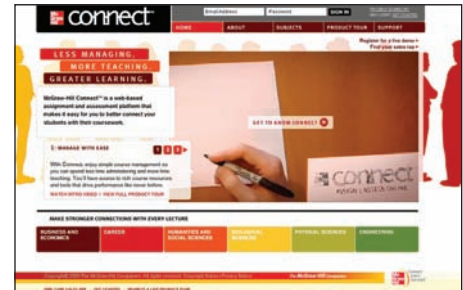 connect
EmailAddress Password SIGN IN
HOME ABOUT SUBJECTS PRODUCT TOUR SUPPORT
Register for a live demo
Find your sales rep
LESS MANAGING.
MORE TEACHING.
GREATER LEARNING.
McGraw-Hill Connect™ is a web-based
assignment and assessment platform that
makes it easy for you to better connect your
students with their coursework.
GET TO KNOW CONNECT
1: MANAGE WITH EASE 1 2 3
With Connect, enjoy simple course management so
you can spend less time administering and more time
teaching. You'll have access to rich course resources
and tools that drive performance like never before.
WATCH INTRO VIDEO | VIEW FULL PRODUCT TOUR
connect
MAKE STRONGER CONNECTIONS WITH EVERY LECTURE
BUSINESS AND
ECONOMICS
CAREER
HUMANITIES AND
SOCIAL SCIENCES
BIOLOGICAL
SCIENCES
PHYSICAL SCIENCES
ENGINEERING